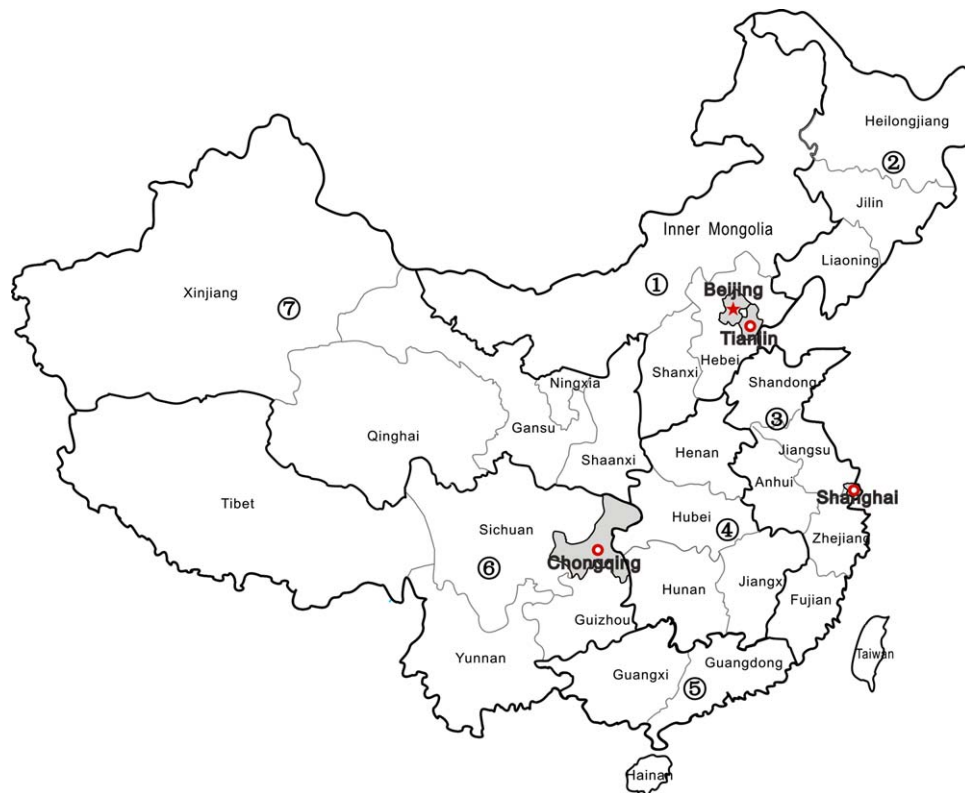 Heilongjiang
②
Jilin
Inner Mongolia
Liaoning
①
Beijing
Xinjiang
⑦
Tianjin
Hebei
Shanxi
Shandong
Ningxia
③
Gansu
Qinghai
Jiangsu
Henan
Shaanxi
Anhui
Shanghai
Tibet
Hubei
Sichuan
④
Zhejiang
Chongqing
⑥
Jiangx
Hunan
Fujian
Guizhou
Taiwan
Yunnan
Guangdong
Guangxi
⑤
Hainan